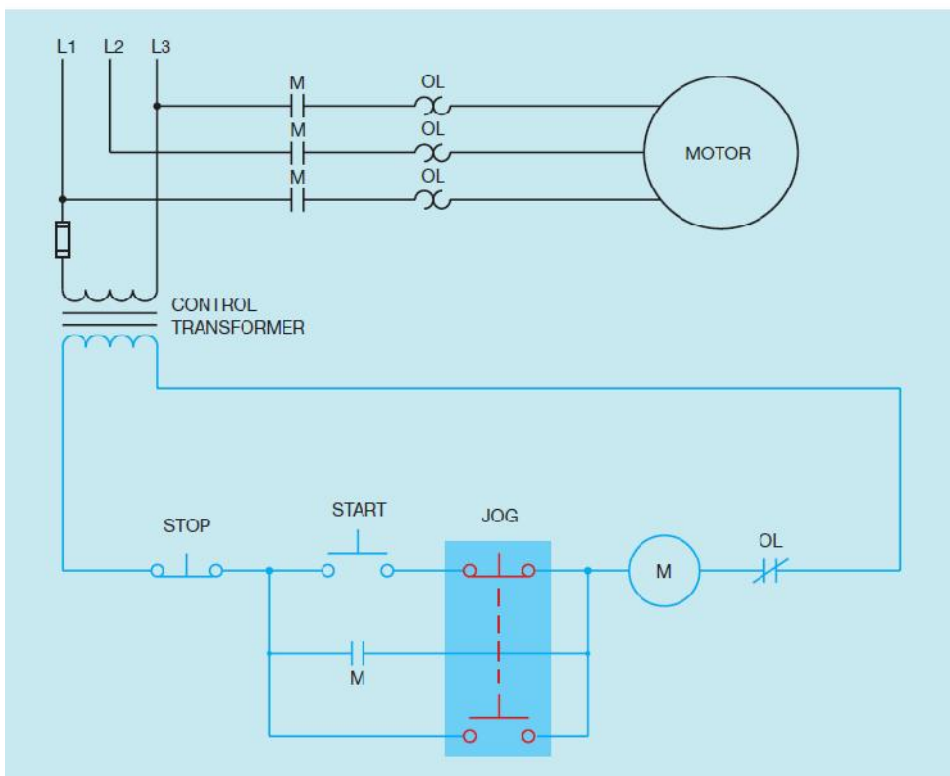 L1 L2 L3
M OL
M OL
MOTOR
M OL
CONTROL
TRANSFORMER
STOP START JOG
M OL
M